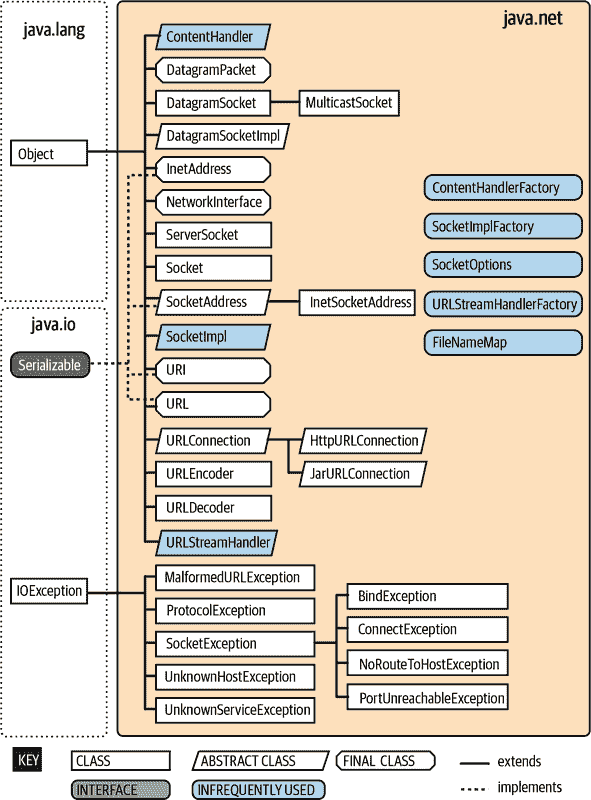 java.lang
java.net
ContentHandler
DatagramPacket
DatagramSocket
MulticastSocket
DatagramSocketImpl
Object
InetAddress
NetworkInterface
ServerSocket
Socket
SocketAddress
InetSocketAddress
ContentHandlerFactory
SocketImplFactory
SocketOptions
URLStreamHandlerFactory
FileNameMap
java.io
Serializable
SocketImpl
URI
URL
URLConnection
HttpURLConnection
JarURLConnection
URLEncoder
URLDecoder
URLStreamHandler
IOException
MalformedURLException
ProtocolException
SocketException
UnknownHostException
UnknownServiceException
BindException
ConnectException
NoRouteToHostException
PortUnreachableException
KEY
CLASS
ABSTRACT CLASS
FINAL CLASS
extends
INTERFACE
INFREQUENTLY USED
implements